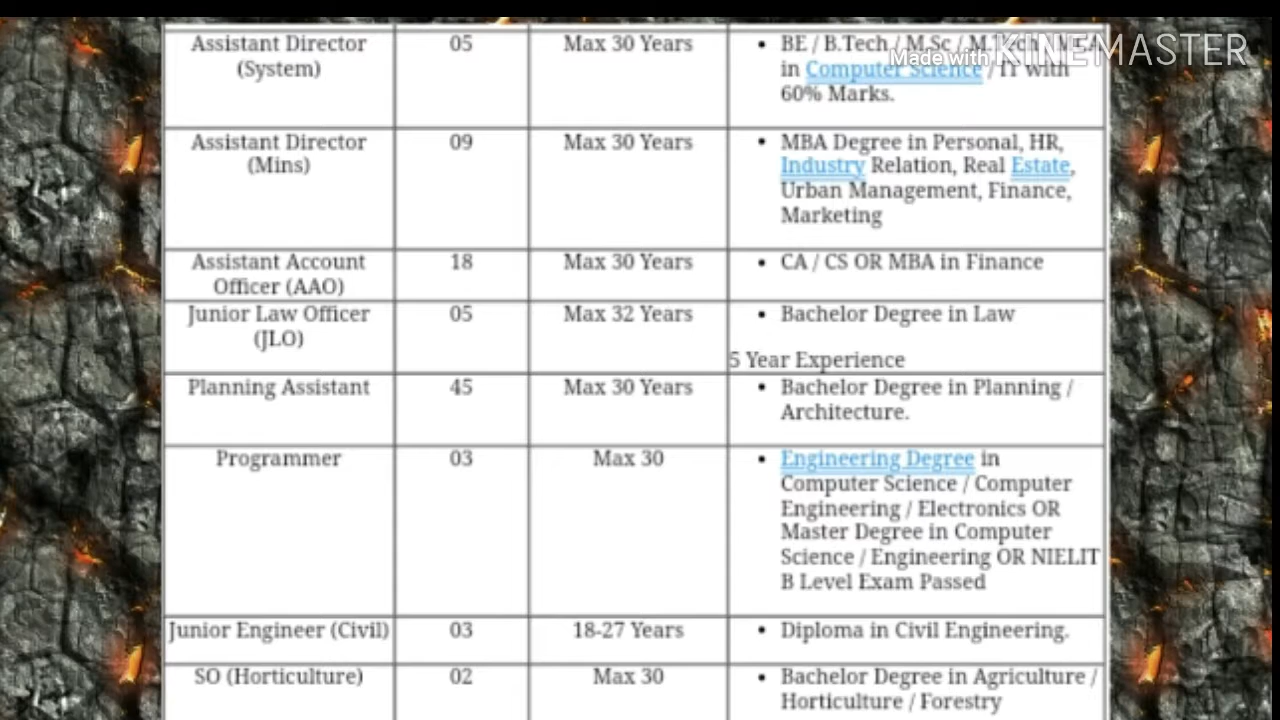 Made with KINEMASTER
Assistant Director
(System)
05
Max 30 Years
• BE / B.Tech / M.Sc /
in Computer Science / IT with
60% Marks.
Assistant Director
(Mins)
09
Max 30 Years
• MBA Degree in Personal, HR,
Industry Relation, Real Estate,
Urban Management, Finance,
Marketing
Assistant Account
Officer (AAO)
18
Max 30 Years
• CA / CS OR MBA in Finance
Junior Law Officer
(JLO)
05
Max 32 Years
• Bachelor Degree in Law
5 Year Experience
Planning Assistant
45
Max 30 Years
• Bachelor Degree in Planning /
Architecture.
Programmer
03
Max 30
• Engineering Degree in
Computer Science / Computer
Engineering / Electronics OR
Master Degree in Computer
Science / Engineering OR NIELIT
B Level Exam Passed
Junior Engineer (Civil)
03
18-27 Years
• Diploma in Civil Engineering.
SO (Horticulture)
02
Max 30
• Bachelor Degree in Agriculture /
Horticulture / Forestry